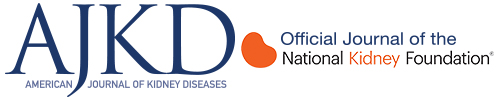 AJKD
AMERICAN JOURNAL OF KIDNEY DISEASES
Official Journal of the
National Kidney Foundation®